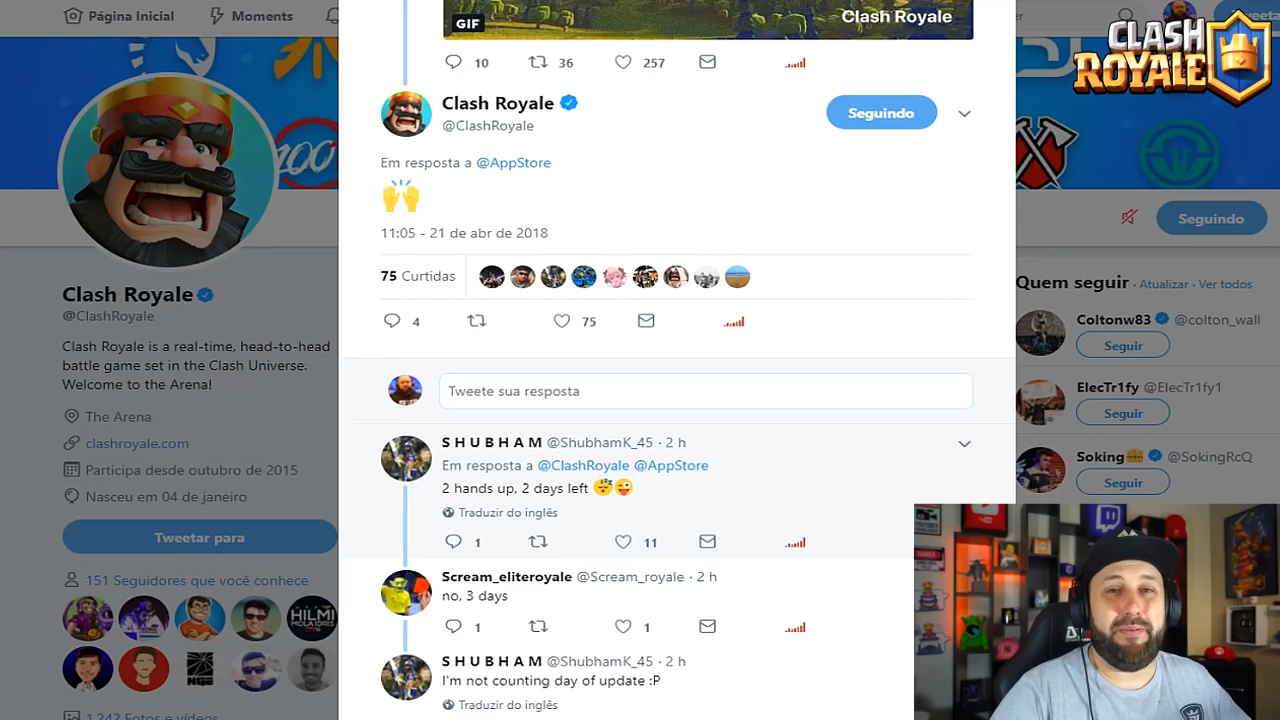 Página Inicial
Moments
GIF
Clash Royale
10 36 257
Clash Royale
@ClashRoyale
Seguindo
Em resposta a @AppStore
11:05 - 21 de abr de 2018
75 Curtidas
4 75
Tweete sua resposta
S H U B H A M @ShubhamK_45 · 2 h
Em resposta a @ClashRoyale @AppStore
2 hands up, 2 days left
Traduzir do inglês
1 11
Scream_eliteroyale @Scream_royale · 2 h
no, 3 days
1 1
S H U B H A M @ShubhamK_45 · 2 h
I'm not counting day of update :P
Traduzir do inglês
Clash Royale
@ClashRoyale
Clash Royale is a real-time, head-to-head
battle game set in the Clash Universe.
Welcome to the Arena!
The Arena
clashroyale.com
Participa desde outubro de 2015
Nasceu em 04 de janeiro
Tweetar para
151 Seguidores que você conhece
HILMI
1.242 Fotos e vídeos
CLASH
ROYALE
100
Seguindo
Quem seguir · Atualizar · Ver todos
Coltonw83 @colton_wall
Seguir
ElecTr1fy @ElecTr1fy1
Seguir
Soking @SokingRcQ
Seguir